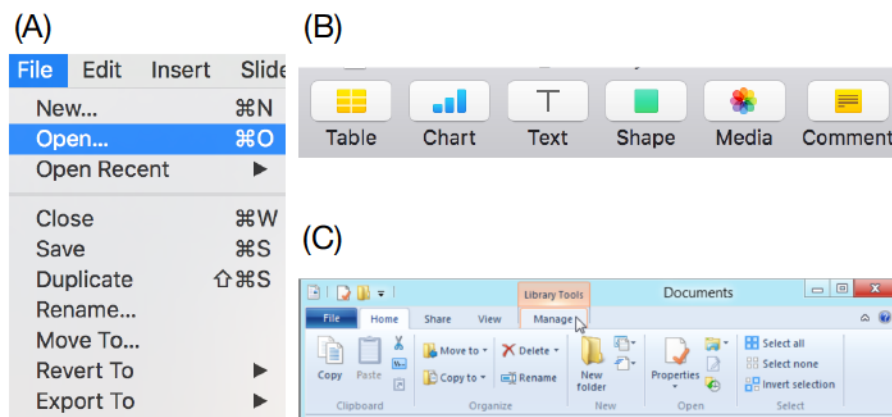 (A)
File Edit Insert Slide
New... ⌘N
Open... ⌘O
Open Recent ▶
Close ⌘W
Save ⌘S
Duplicate ⇧⌘S
Rename...
Move To...
Revert To ▶
Export To ▶
(B)
Table Chart Text Shape Media Comment
(C)
Library Tools Documents
File Home Share View Manage
Copy Paste Move to Copy to Delete Rename New folder Properties Select all
Select none
Invert selection
Clipboard Organize New Open Select